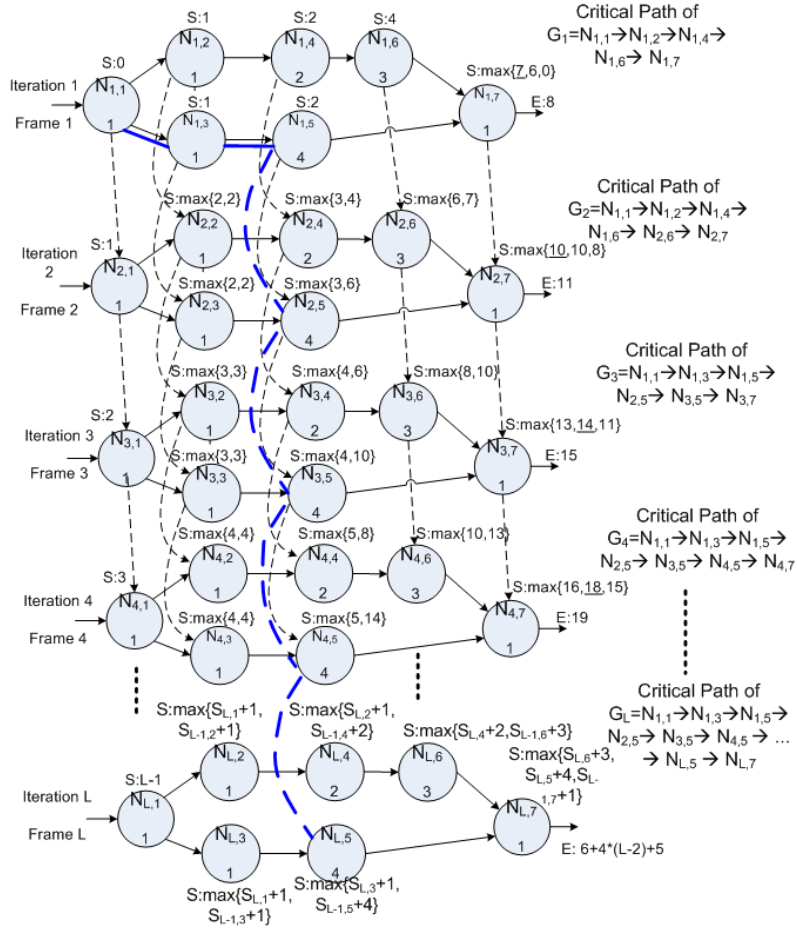 Critical Path of
G1=N1,1→N1,2→N1,4→
N1,6→ N1,7
S:0
S:1
S:2
S:4
Iteration 1
Frame 1
N1,1
1
N1,2
1
N1,4
2
N1,6
3
S:1
S:2
S:max{7,6,0}
N1,3
1
N1,5
4
N1,7
1
E:8
Critical Path of
G2=N1,1→N1,2→N1,4→
N1,6→ N2,6→ N2,7
S:1
S:max{2,2}
S:max{3,4}
S:max{6,7}
Iteration
2
Frame 2
N2,1
1
N2,2
1
N2,4
2
N2,6
3
S:max{2,2}
S:max{3,6}
S:max{10,10,8}
N2,3
1
N2,5
4
N2,7
1
E:11
Critical Path of
G3=N1,1→N1,3→N1,5→
N2,5→ N3,5→ N3,7
S:2
S:max{3,3}
S:max{4,6}
S:max{8,10}
Iteration 3
Frame 3
N3,1
1
N3,2
1
N3,4
2
N3,6
3
S:max{3,3}
S:max{4,10}
S:max{13,14,11}
N3,3
1
N3,5
4
N3,7
1
E:15
Critical Path of
G4=N1,1→N1,3→N1,5→
N2,5→ N3,5→ N4,5→ N4,7
S:3
S:max{4,4}
S:max{5,8}
S:max{10,13}
Iteration 4
Frame 4
N4,1
1
N4,2
1
N4,4
2
N4,6
3
S:max{4,4}
S:max{5,14}
S:max{16,18,15}
N4,3
1
N4,5
4
N4,7
1
E:19
Critical Path of
GL=N1,1→N1,3→N1,5→
N2,5→ N3,5→ N4,5→ ...
→ NL,5→ NL,7
S:L-1
S:max{SL,1+1,
SL-1,2+1}
S:max{SL,2+1,
SL-1,4+2}
S:max{SL,4+2,SL-1,6+3}
S:max{SL,6+3,
SL,5+4,SL-
1,7+1}
Iteration L
Frame L
NL,1
1
NL,2
1
NL,4
2
NL,6
3
NL,3
1
NL,5
4
NL,7
1
E: 6+4*(L-2)+5
S:max{SL,1+1,
SL-1,3+1}
S:max{SL,3+1,
SL-1,5+4}